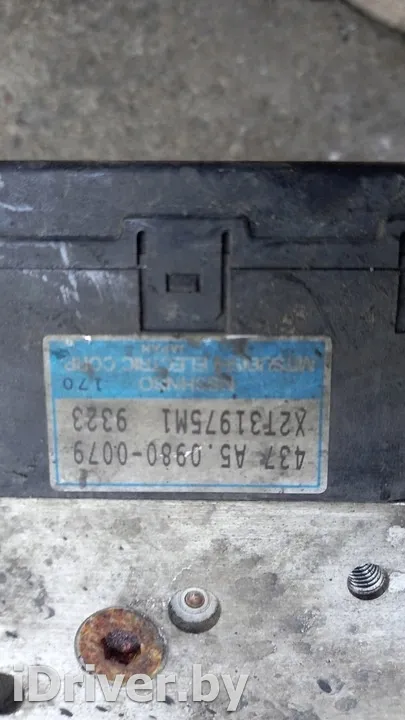 437 A5.0980-0079
X2T31975M1 9323
NISSHINBO 170
MITSUBISHI ELECTRIC CORP.
JAPAN
iDriver.by